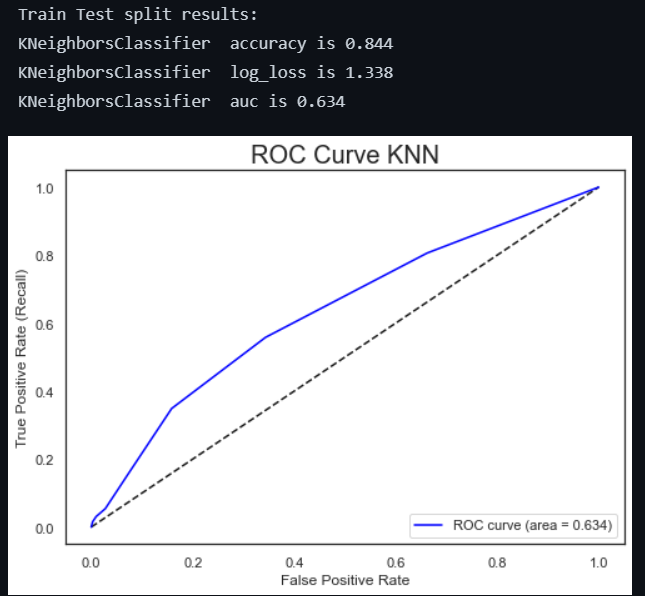 Train Test split results:
KNeighborsClassifier  accuracy is 0.844
KNeighborsClassifier  log_loss is 1.338
KNeighborsClassifier  auc is 0.634
ROC Curve KNN
1.0
0.8
0.6
0.4
0.2
0.0
True Positive Rate (Recall)
ROC curve (area = 0.634)
0.0 0.2 0.4 0.6 0.8 1.0
False Positive Rate